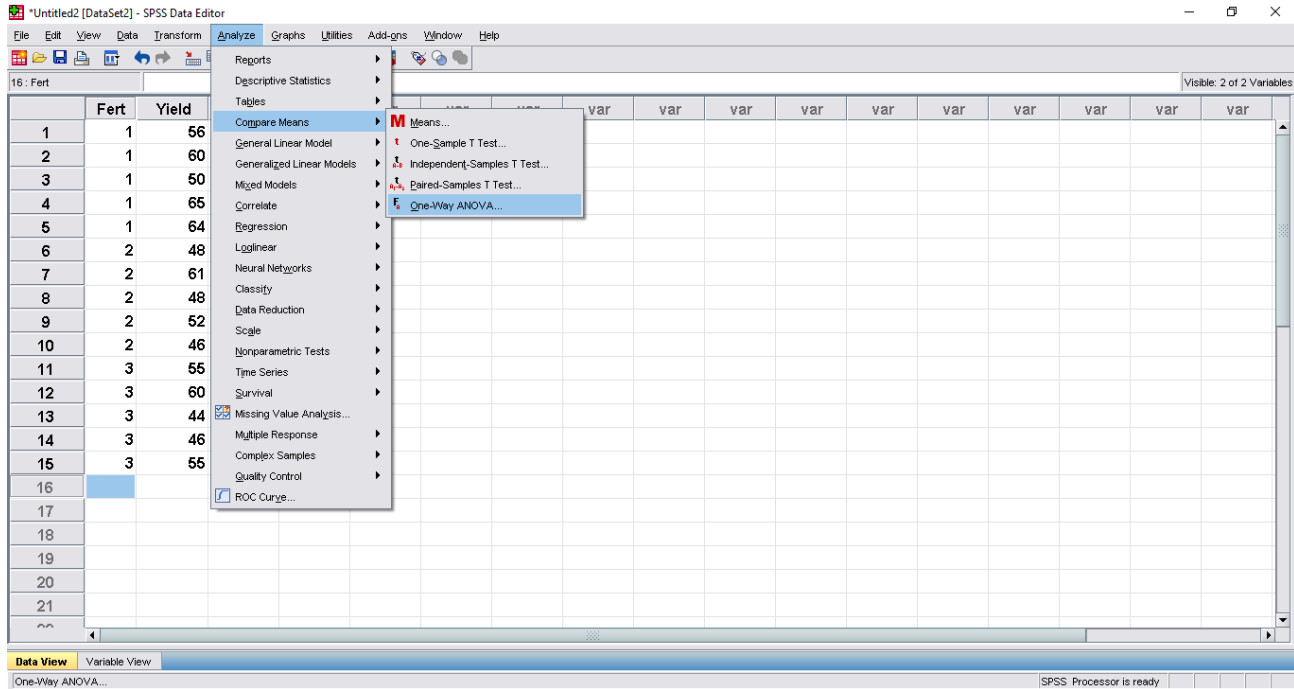 *Untitled2 [DataSet2] - SPSS Data Editor
File Edit View Data Transform Analyze Graphs Utilities Add-ons Window Help
16 : Fert
Visible: 2 of 2 Variables
Fert Yield var var var var var var var var var var
1 1 56
2 1 60
3 1 50
4 1 65
5 1 64
6 2 48
7 2 61
8 2 48
9 2 52
10 2 46
11 3 55
12 3 60
13 3 44
14 3 46
15 3 55
16
17
18
19
20
21
Reports
Descriptive Statistics
Tables
Compare Means
General Linear Model
Generalized Linear Models
Mixed Models
Correlate
Regression
Loglinear
Neural Networks
Classify
Data Reduction
Scale
Nonparametric Tests
Time Series
Survival
Missing Value Analysis...
Multiple Response
Complex Samples
Quality Control
ROC Curve...
M Means...
t One-Sample T Test...
Independent-Samples T Test...
Paired-Samples T Test...
One-Way ANOVA...
Data View Variable View
One-Way ANOVA...
SPSS Processor is ready